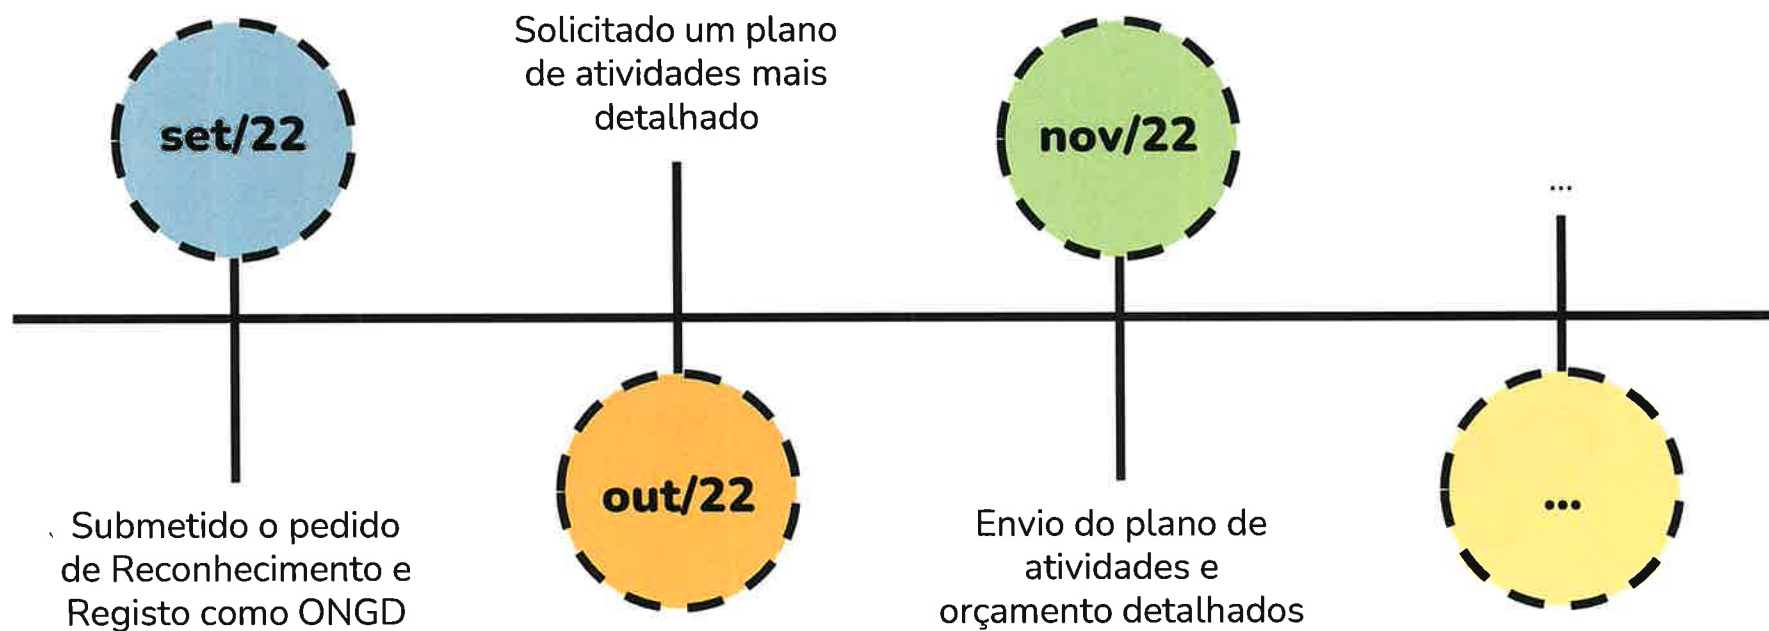 set/22
Submetido o pedido
de Reconhecimento e
Registo como ONGD
Solicitado um plano
de atividades mais
detalhado
out/22
nov/22
Envio do plano de
atividades e
orçamento detalhados
...
...